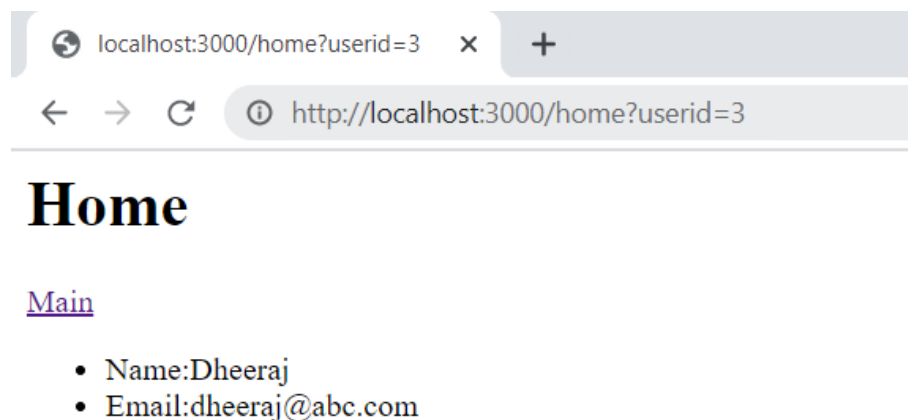 localhost:3000/home?userid=3
http://localhost:3000/home?userid=3
Home
Main
Name:Dheeraj
Email:dheeraj@abc.com